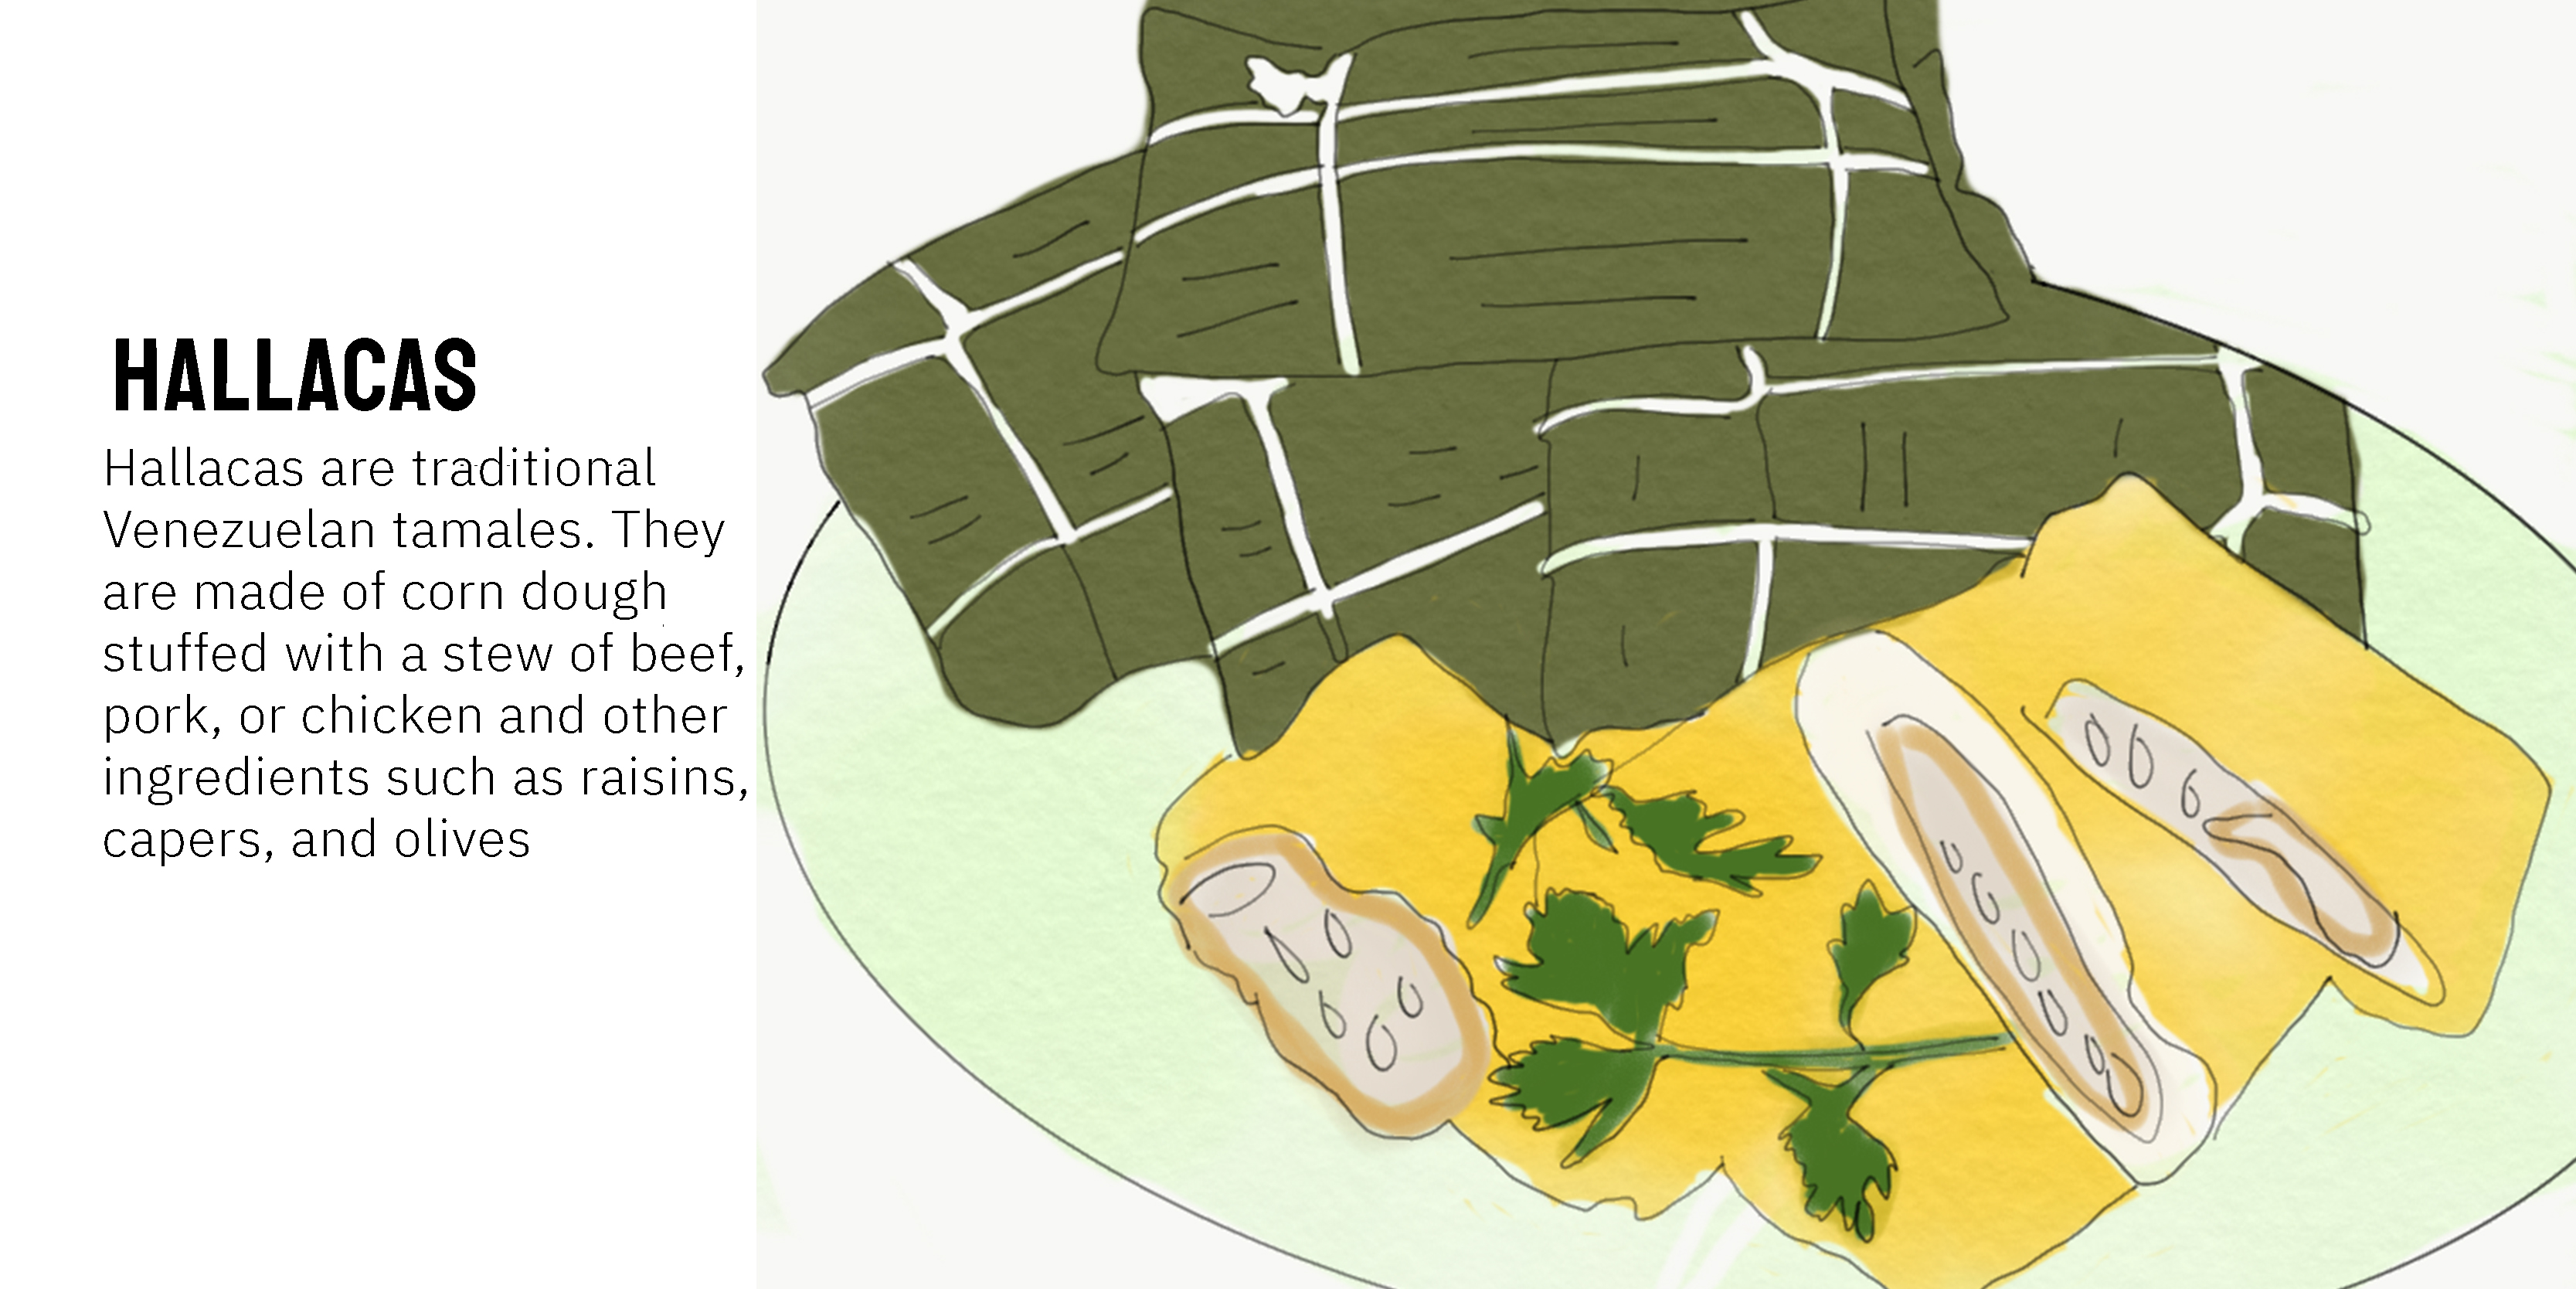 HALLACAS
Hallacas are traditional
Venezuelan tamales. They
are made of corn dough
stuffed with a stew of beef,
pork, or chicken and other
ingredients such as raisins,
capers, and olives